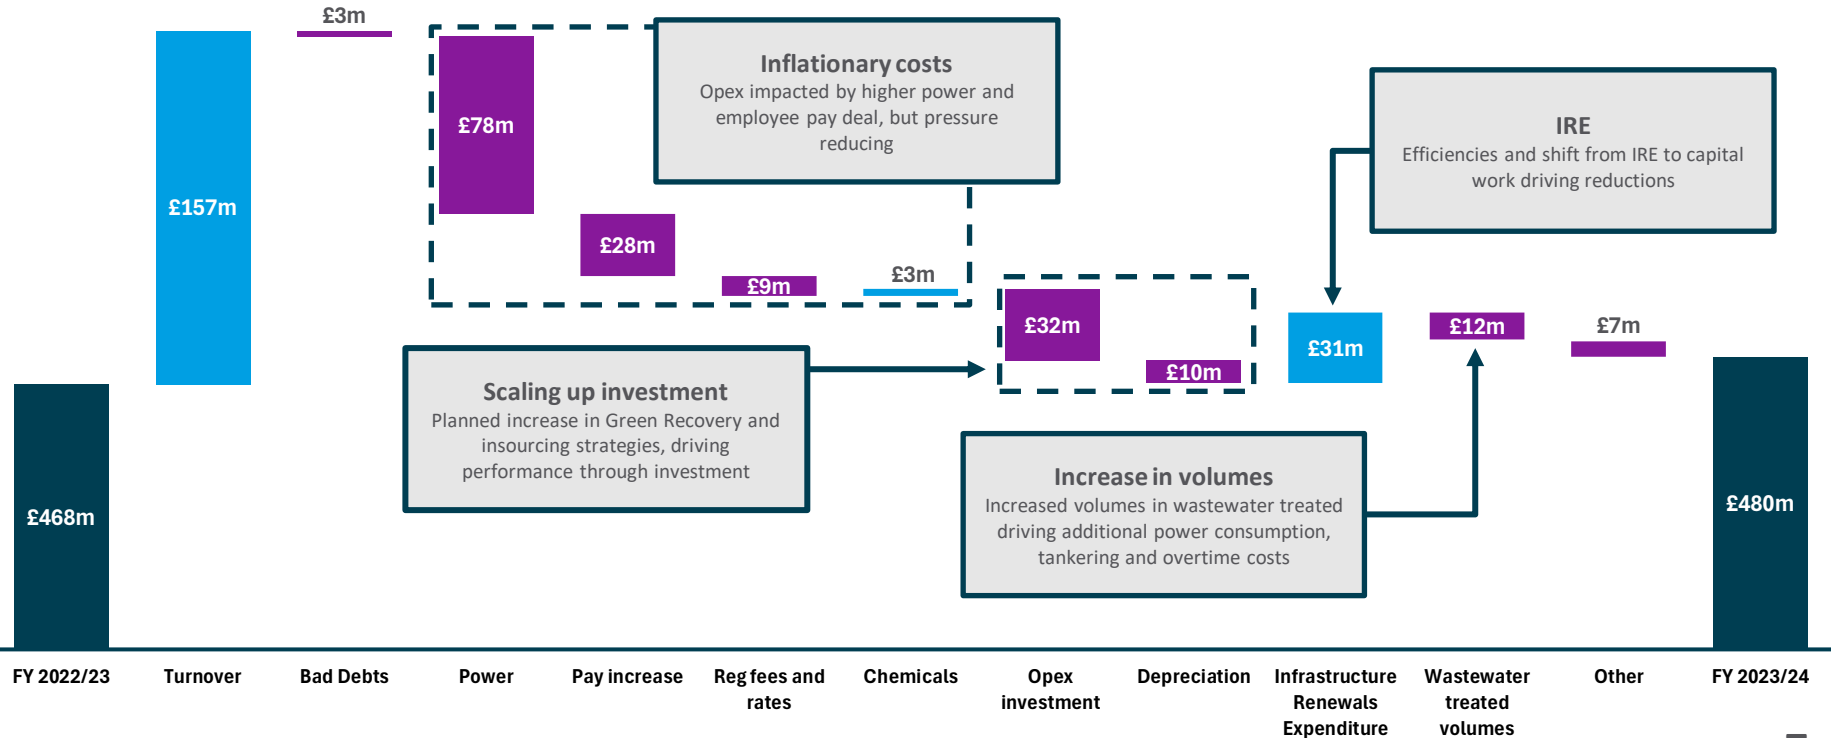 £3m
£157m
£78m
£28m
£9m
£3m
Inflationary costs
Opex impacted by higher power and
employee pay deal, but pressure
reducing
IRE
Efficiencies and shift from IRE to capital
work driving reductions
£32m
£10m
£31m
£12m
£7m
Scaling up investment
Planned increase in Green Recovery and
insourcing strategies, driving
performance through investment
Increase in volumes
Increased volumes in wastewater treated
driving additional power consumption,
tankering and overtime costs
£468m
£480m
FY 2022/23
Turnover
Bad Debts
Power
Pay increase
Reg fees and
rates
Chemicals
Opex
investment
Depreciation
Infrastructure
Renewals
Expenditure
Wastewater
treated
volumes
Other
FY 2023/24